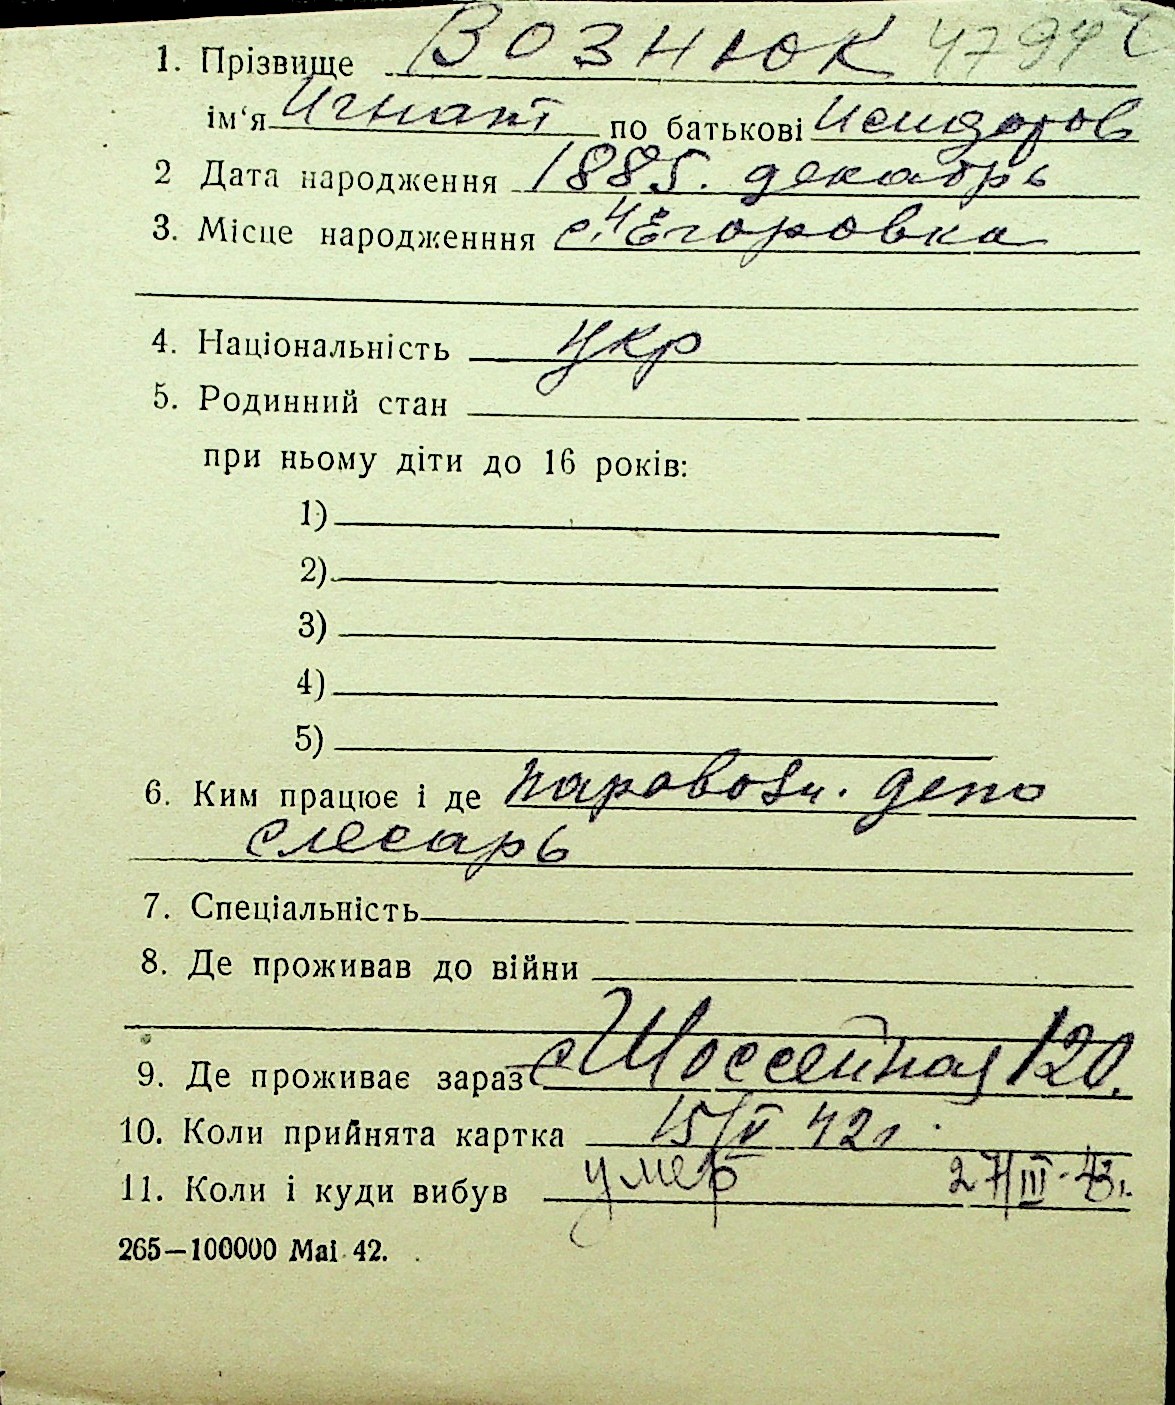 1. Прізвище ВОЗНЮК 4794
ім‘я Игнат по батькові Исидоров
2 Дата народження 1885. декабрь
3. Місце народженння с. Егоровка
4. Національність укр
5. Родинний стан
при ньому діти до 16 років:
1)
2)
3)
4)
5)
6. Ким працює і де паровозн. депо
слесарь
7. Спеціальність
8. Де проживав до війни
9. Де проживає зараз Шоссейная 120.
10. Коли прийнята картка 15/V 42г.
11. Коли і куди вибув умер 27/III-43г.
265—100000 Mai 42.